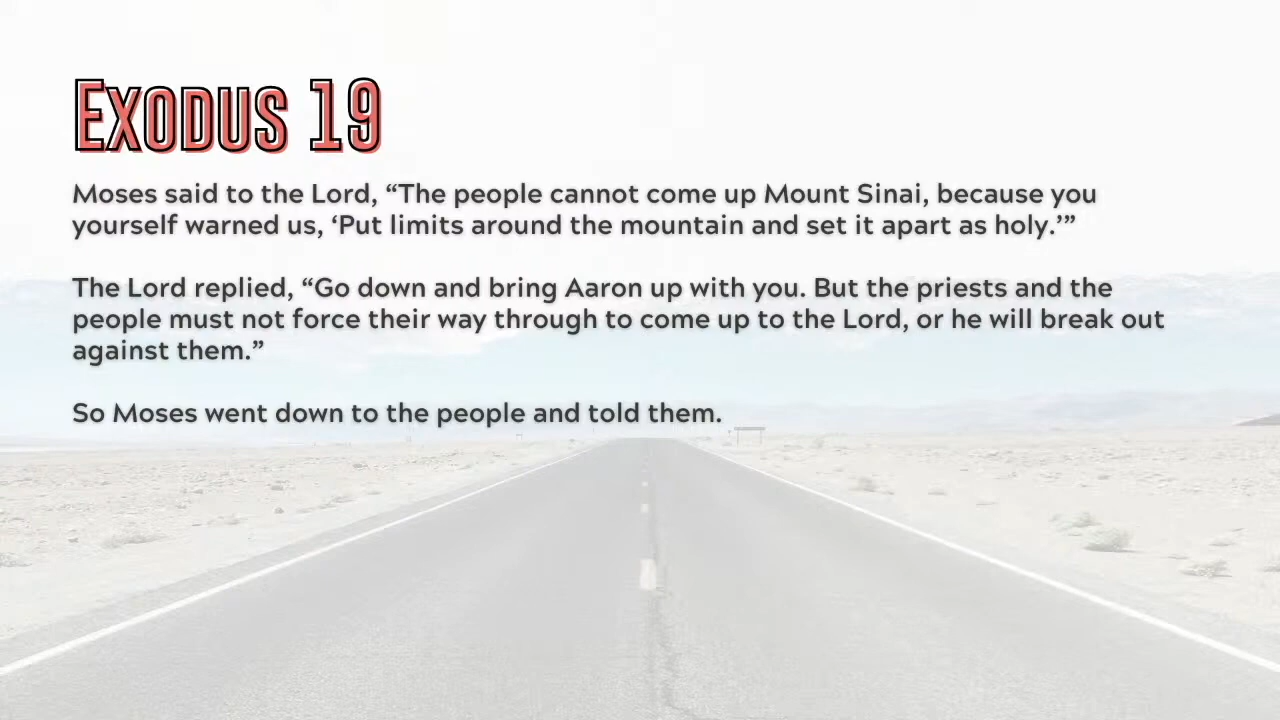 Exodus 19
Moses said to the Lord, “The people cannot come up Mount Sinai, because you
yourself warned us, ‘Put limits around the mountain and set it apart as holy.’”
The Lord replied, “Go down and bring Aaron up with you. But the priests and the
people must not force their way through to come up to the Lord, or he will break out
against them.”
So Moses went down to the people and told them.